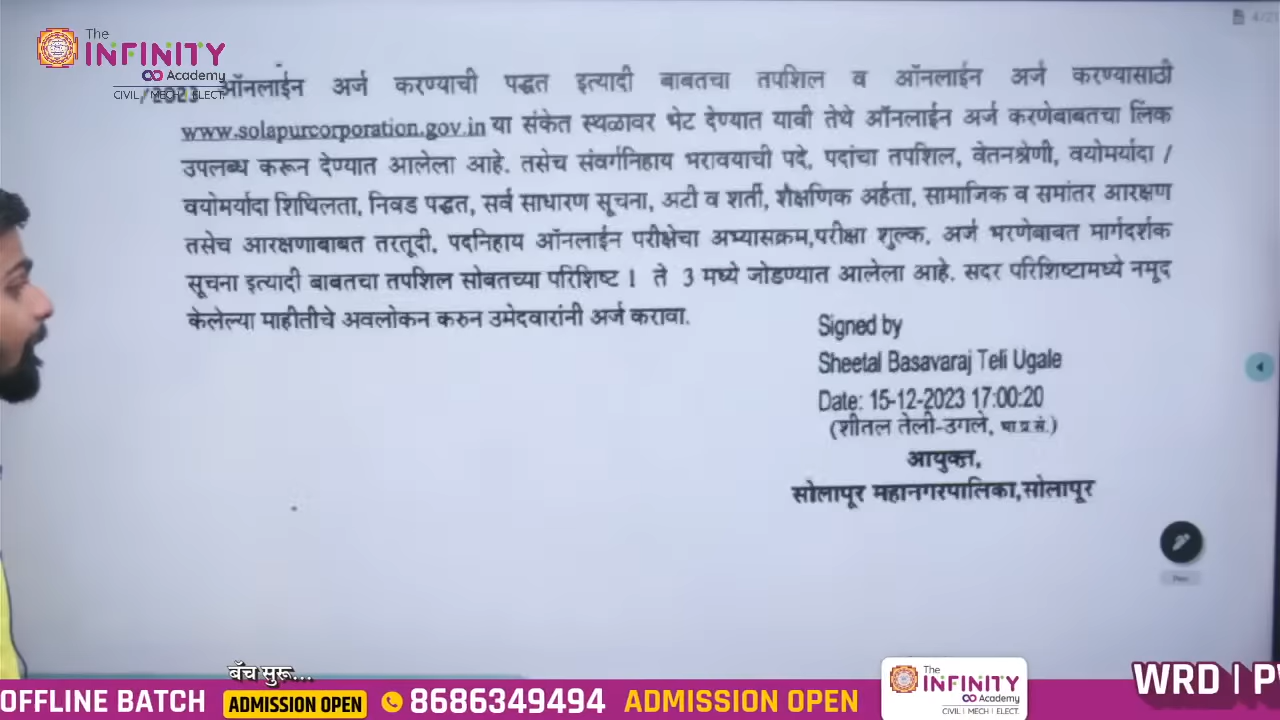 The
INFINITY
Academy
CIVIL | MECH | ELECT.
4/21
/2023 ऑनलाईन अर्ज करण्याची पद्धत इत्यादी बाबतचा तपशिल व ऑनलाईन अर्ज करण्यासाठी
www.solapurcorporation.gov.in या संकेत स्थळावर भेट देण्यात यावी तेथे ऑनलाईन अर्ज करणेबाबतचा लिंक
उपलब्ध करून देण्यात आलेला आहे. तसेच संवर्गनिहाय भरावयाची पदे, पदांचा तपशिल, वेतनश्रेणी, वयोमर्यादा /
वयोमर्यादा शिथिलता, निवड पद्धत, सर्व साधारण सूचना, अटी व शर्ती, शैक्षणिक अर्हता, सामाजिक व समांतर आरक्षण
तसेच आरक्षणाबाबत तरतूदी, पदनिहाय ऑनलाईन परीक्षेचा अभ्यासक्रम,परीक्षा शुल्क, अर्ज भरणेबाबत मार्गदर्शक
सूचना इत्यादी बाबतचा तपशिल सोबतच्या परिशिष्ट 1 ते 3 मध्ये जोडण्यात आलेला आहे. सदर परिशिष्टामध्ये नमूद
केलेल्या माहीतीचे अवलोकन करुन उमेदवारांनी अर्ज करावा.
Signed by
Sheetal Basavaraj Teli Ugale
Date: 15-12-2023 17:00:20
(शीतल तेली-उगले, भा.प्र.सं.)
आयुक्त,
सोलापूर महानगरपालिका,सोलापूर
Pen
बॅच सुरू...
OFFLINE BATCH ADMISSION OPEN 8686349494 ADMISSION OPEN
The
INFINITY
Academy
CIVIL | MECH | ELECT.
WRD | P